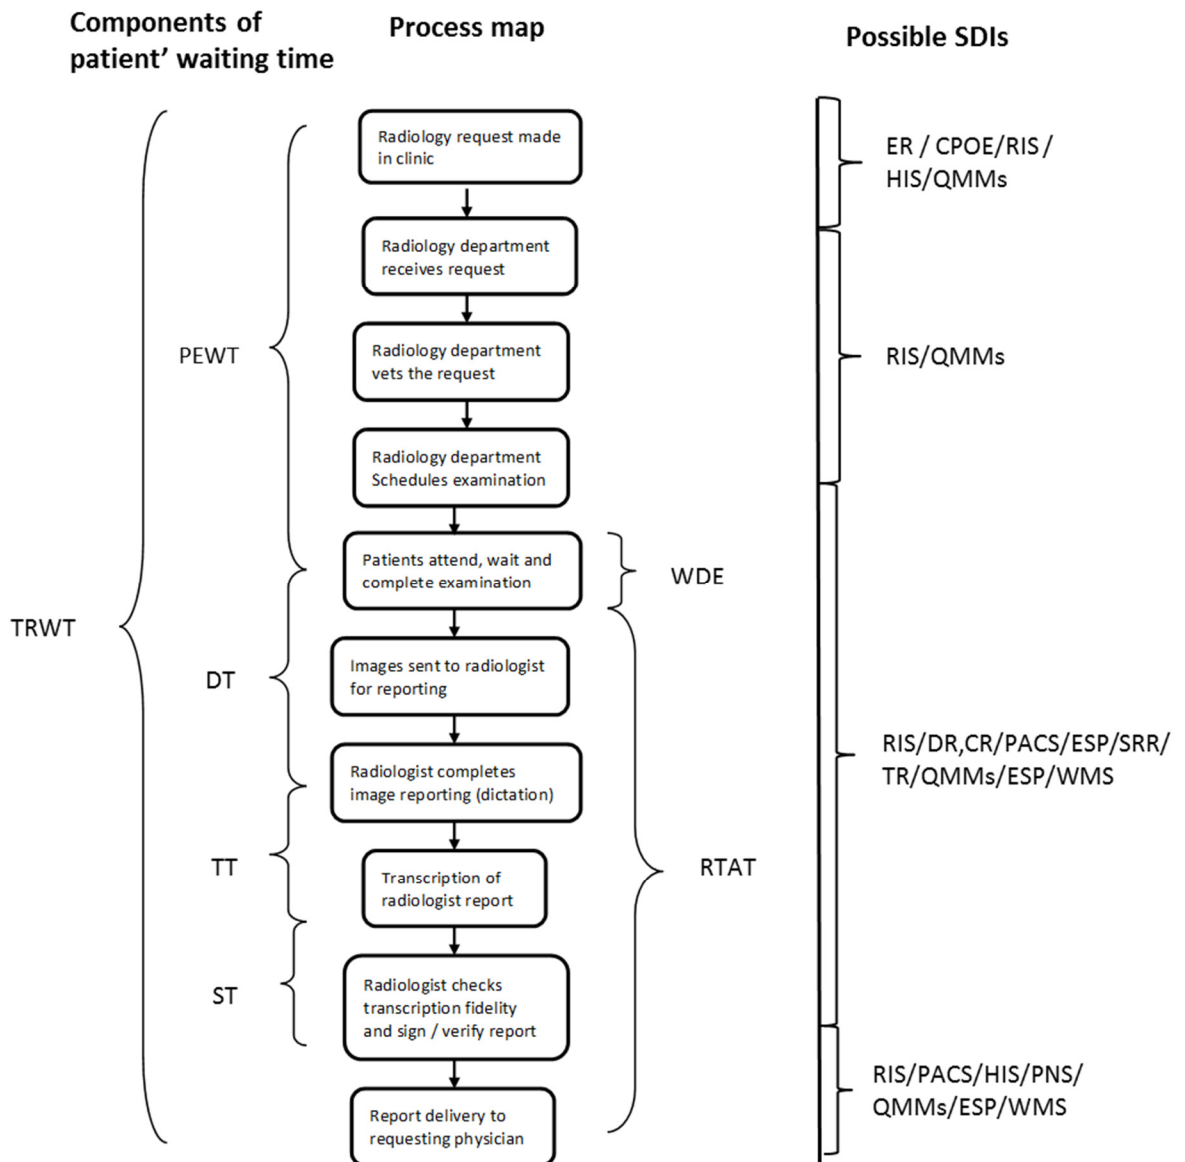 Components of
patient' waiting time
Process map
Possible SDIs
Radiology request made
in clinic
ER / CPOE/RIS/
HIS/QMMs
Radiology department
receives request
PEWT
Radiology department
vets the request
RIS/QMMs
Radiology department
Schedules examination
Patients attend, wait and
complete examination
WDE
TRWT
DT
Images sent to radiologist
for reporting
Radiologist completes
image reporting (dictation)
RIS/DR,CR/PACS/ESP/SRR/
TR/QMMs/ESP/WMS
TT
Transcription of
radiologist report
RTAT
ST
Radiologist checks
transcription fidelity
and sign / verify report
Report delivery to
requesting physician
RIS/PACS/HIS/PNS/
QMMs/ESP/WMS